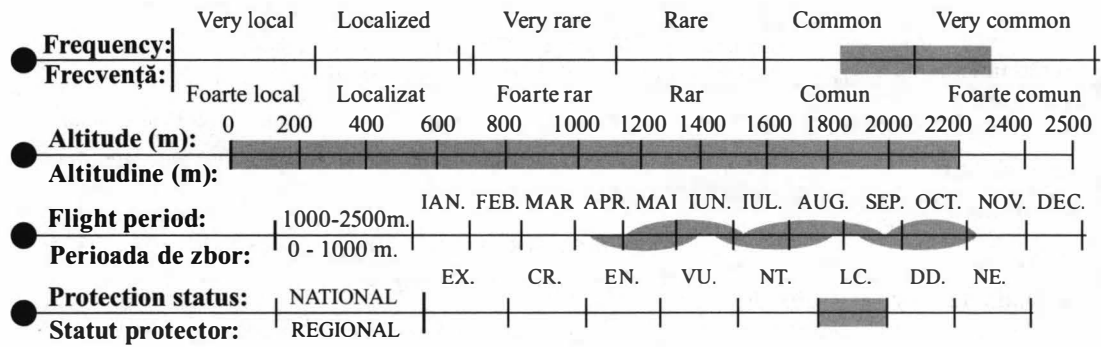 Very local Localized Very rare Rare Common Very common
Frequency:
Frecvență:
Foarte local Localizat Foarte rar Rar Comun Foarte comun
0 200 400 600 800 1000 1200 1400 1600 1800 2000 2200 2400 2500
Altitude (m):
Altitudine (m):
IAN. FEB. MAR APR. MAI IUN. IUL. AUG. SEP. OCT. NOV. DEC.
Flight period: 1000-2500m.
Perioada de zbor: 0 - 1000 m.
EX. CR. EN. VU. NT. LC. DD. NE.
Protection status: NATIONAL
Statut protector: REGIONAL